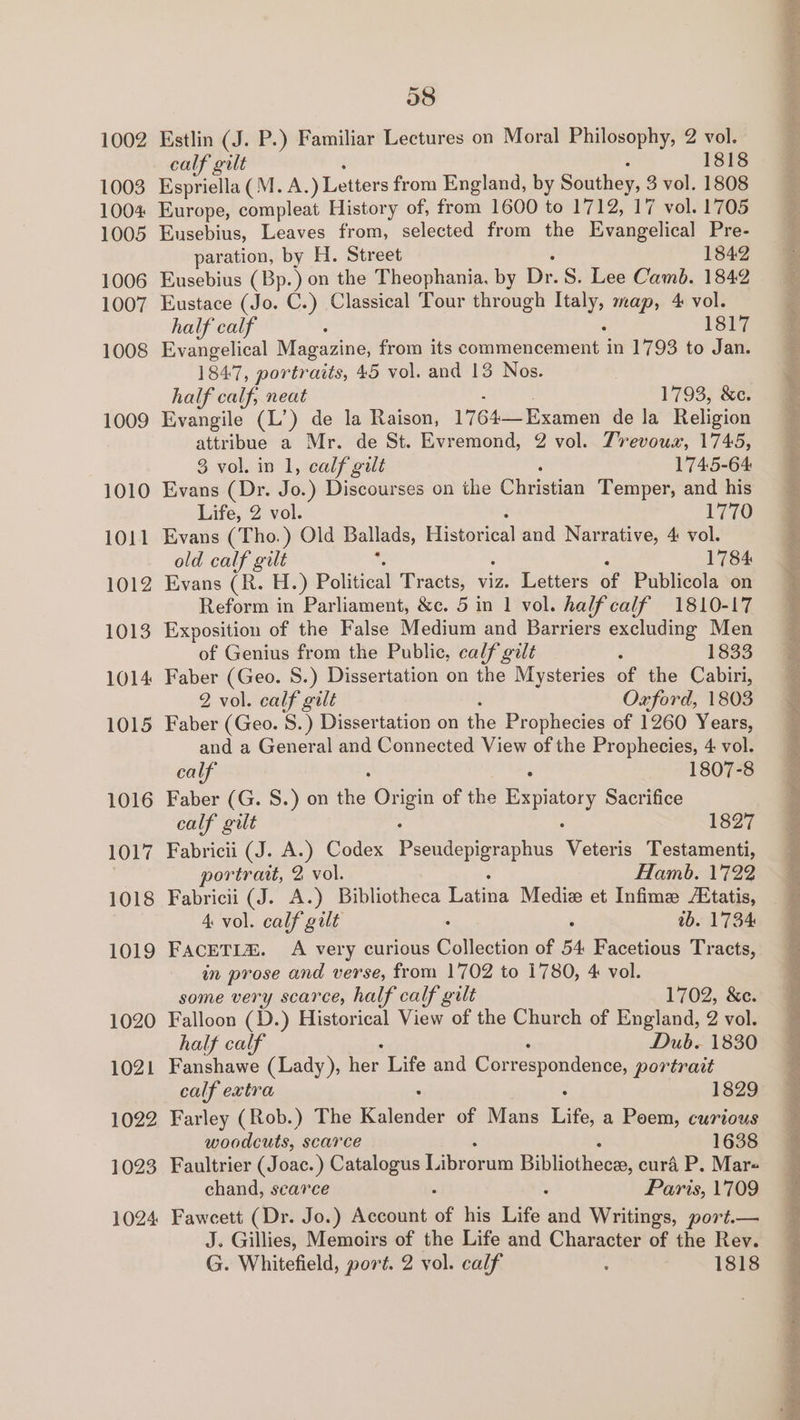 58
1002 Estlin (J. P.) Familiar Lectures on Moral Philosophy, 2 vol.
calf gilt . . 1818
1003 Espriella (M. A.) Letters from England, by Southey, 3 vol. 1808
1004 Europe, compleat History of, from 1600 to 1712, 17 vol. 1705
1005 Eusebius, Leaves from, selected from the Evangelical Pre-
paration, by H. Street . 1842
1006 Eusebius (Bp.) on the Theophania, by Dr. S. Lee Camb. 1842
1007 Eustace (Jo. C.) Classical Tour through Italy, map, 4 vol.
half calf . . 1817
1008 Evangelical Magazine, from its commencement in 1793 to Jan.
1847, portraits, 45 vol. and 13 Nos.
half calf, neat . 1793, &c.
1009 Evangile (L’) de la Raison, 1764—Examen de la Religion
attribue a Mr. de St. Evremond, 2 vol. Trevoux, 1745,
3 vol. in 1, calf gilt . 1745-64
1010 Evans (Dr. Jo.) Discourses on the Christian Temper, and his
Life, 2 vol. . 1770
1011 Evans (Tho.) Old Ballads, Historical and Narrative, 4 vol.
old calf gilt . . . 1784
1012 Evans (R. H.) Political Tracts, viz. Letters of Publicola on
Reform in Parliament, &c. 5 in 1 vol. half calf 1810-17
1013 Exposition of the False Medium and Barriers excluding Men
of Genius from the Public, calf gilt . 1833
1014 Faber (Geo. S.) Dissertation on the Mysteries of the Cabiri,
2 vol. calf gilt . Oxford, 1803
1015 Faber (Geo. S.) Dissertation on the Prophecies of 1260 Years,
and a General and Connected View of the Prophecies, 4 vol.
calf . . 1807-8
1016 Faber (G. S.) on the Origin of the Expiatory Sacrifice
calf gilt . . 1827
1017 Fabricii (J. A.) Codex Pseudepigraphus Veteris Testamenti,
portrait, 2 vol. . Hamb. 1722
1018 Fabricii (J. A.) Bibliotheca Latina Mediæ et Infimæ Ætatis,
4 vol. calf gilt . . ib. 1734
1019 FACETIÆ. A very curious Collection of 54 Facetious Tracts,
in prose and verse, from 1702 to 1780, 4 vol.
some very scarce, half calf gilt 1702, &c.
1020 Falloon (D.) Historical View of the Church of England, 2 vol.
half calf . . Dub. 1830
1021 Fanshawe (Lady), her Life and Correspondence, portrait
calf extra . . 1829
1022 Farley (Rob.) The Kalender of Mans Life, a Poem, curious
woodcuts, scarce . . 1638
1023 Faultrier (Joac.) Catalogus Librorum Bibliothecæ, curâ P. Mar-
chand, scarce . . Paris, 1709
1024 Fawcett (Dr. Jo.) Account of his Life and Writings, port.—
J. Gillies, Memoirs of the Life and Character of the Rev.
G. Whitefield, port. 2 vol. calf . 1818